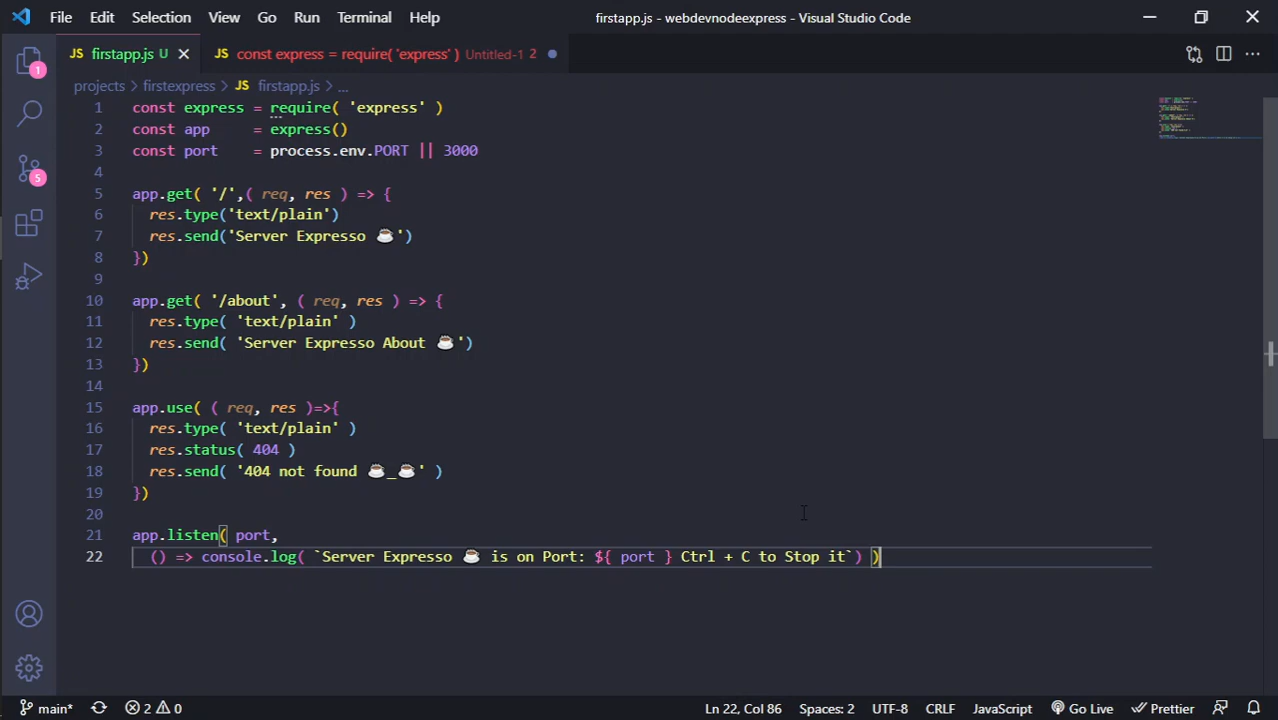 File Edit Selection View Go Run Terminal Help firstapp.js - webdevnodeexpress - Visual Studio Code
JS firstapp.js U JS const express = require( 'express' ) Untitled-1 2
projects > firstexpress > JS firstapp.js > ...
1 const express = require( 'express' )
2 const app     = express()
3 const port    = process.env.PORT || 3000
4
5 app.get( '/',( req, res ) => {
6   res.type('text/plain')
7   res.send('Server Expresso ☕')
8 })
9
10 app.get( '/about', ( req, res ) => {
11   res.type( 'text/plain' )
12   res.send( 'Server Expresso About ☕')
13 })
14
15 app.use( ( req, res )=>{
16   res.type( 'text/plain' )
17   res.status( 404 )
18   res.send( '404 not found ☕_☕' )
19 })
20
21 app.listen( port,
22   () => console.log( `Server Expresso ☕ is on Port: ${ port } Ctrl + C to Stop it`) )
1
5
main* 2 0 Ln 22, Col 86 Spaces: 2 UTF-8 CRLF JavaScript Go Live Prettier